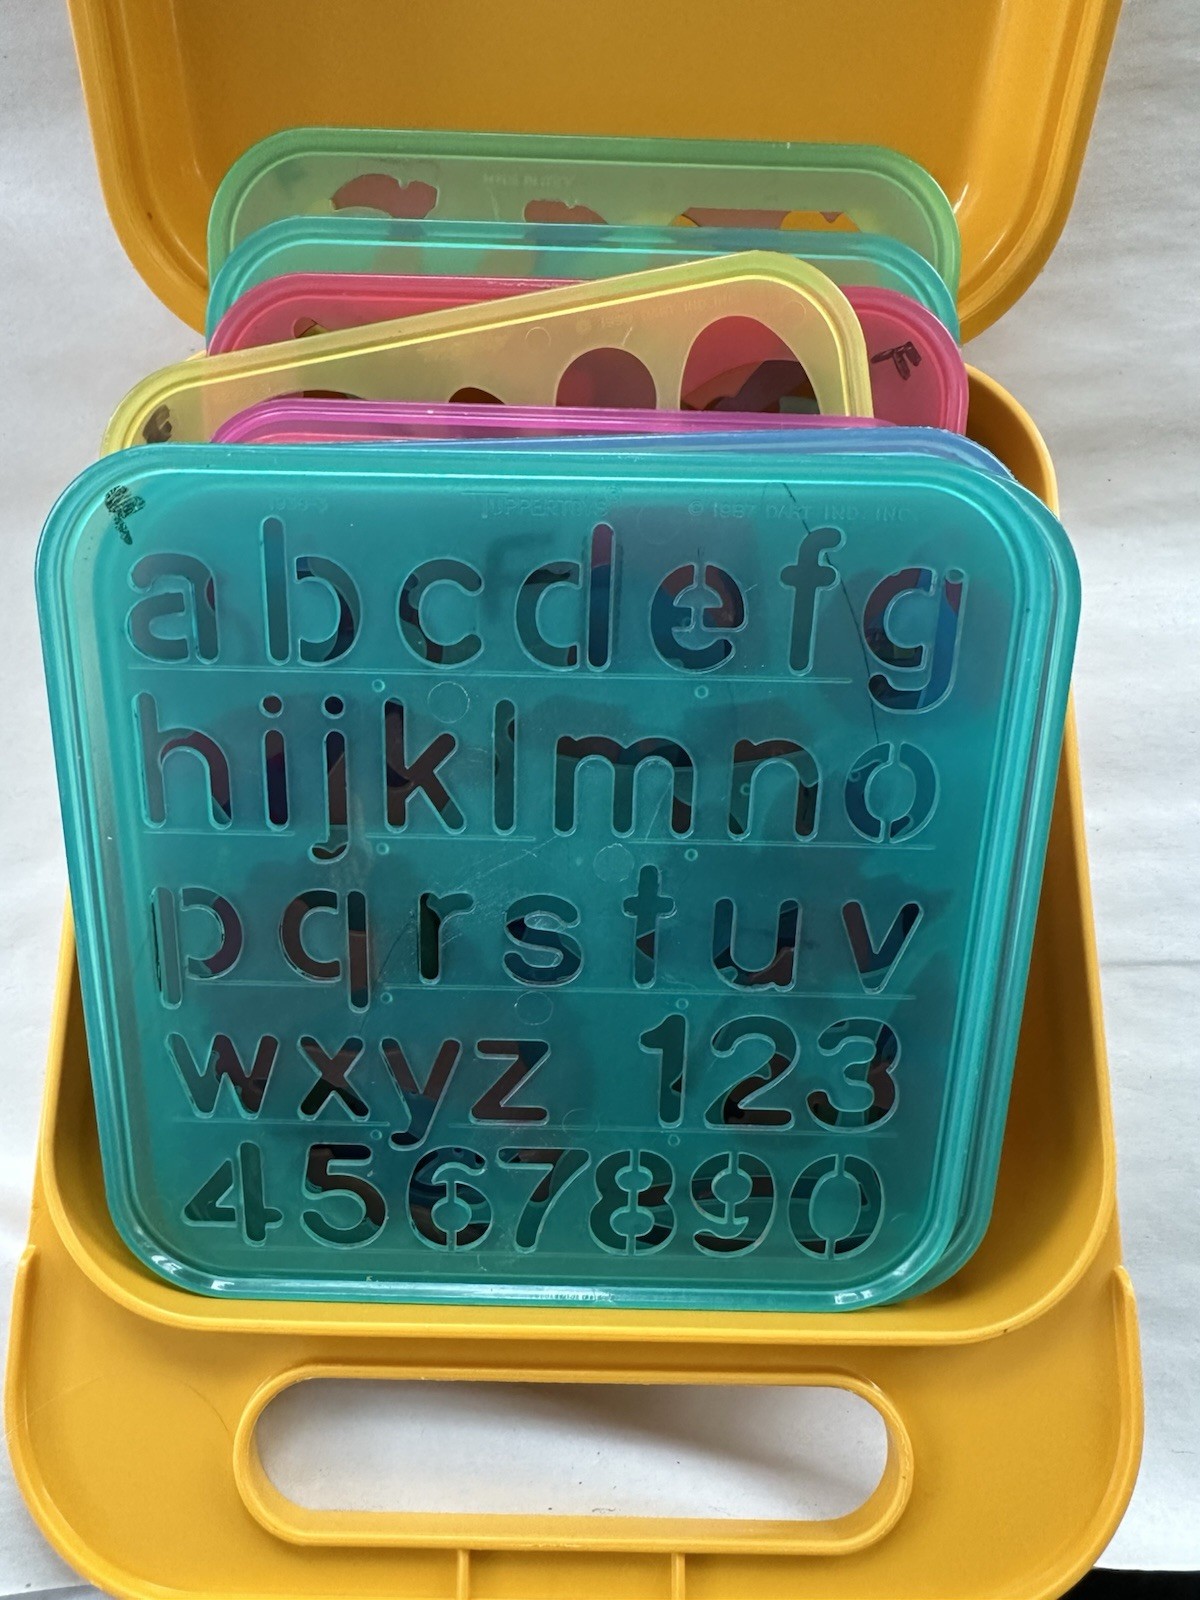 TUPPERTOYS © 1987 DART IND. INC.
abcdefg
hijklmno
pqrstuv
wxyz 123
4567890